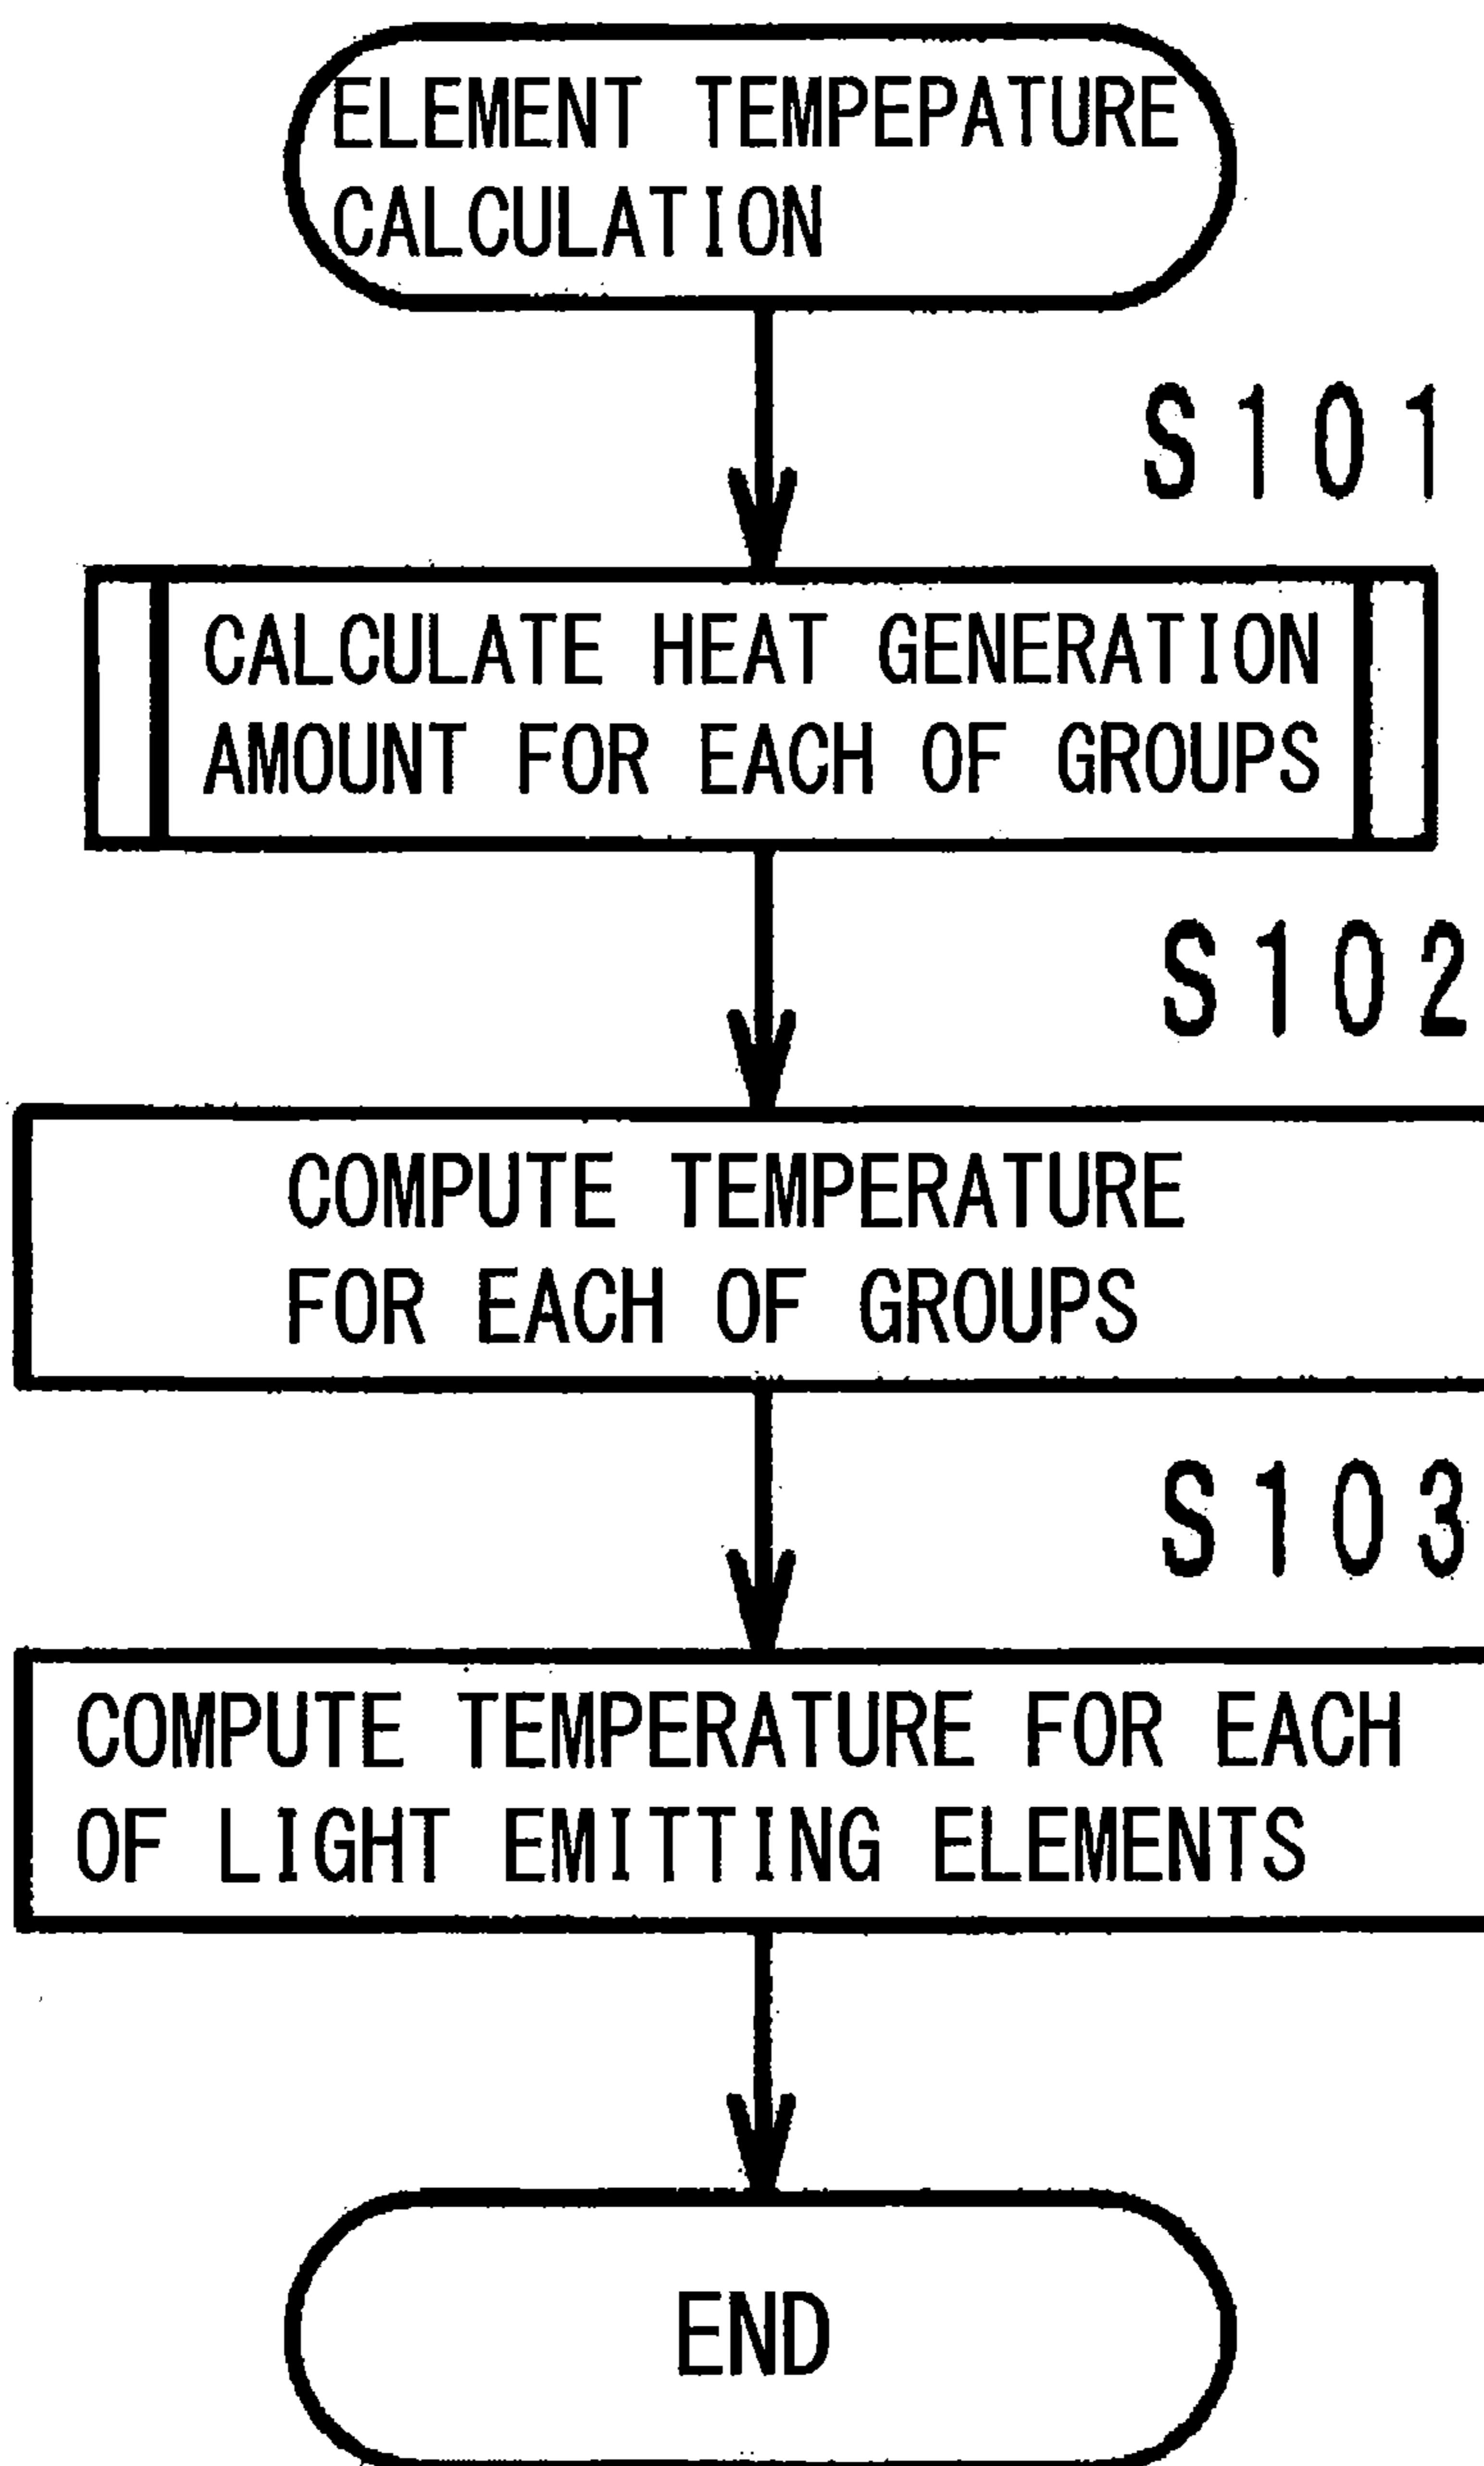 ELEMENT TEMPEPATURE
CALCULATION
S101
CALCULATE HEAT GENERATION
AMOUNT FOR EACH OF GROUPS
S102
COMPUTE TEMPERATURE
FOR EACH OF GROUPS
S103
COMPUTE TEMPERATURE FOR EACH
OF LIGHT EMITTING ELEMENTS
END